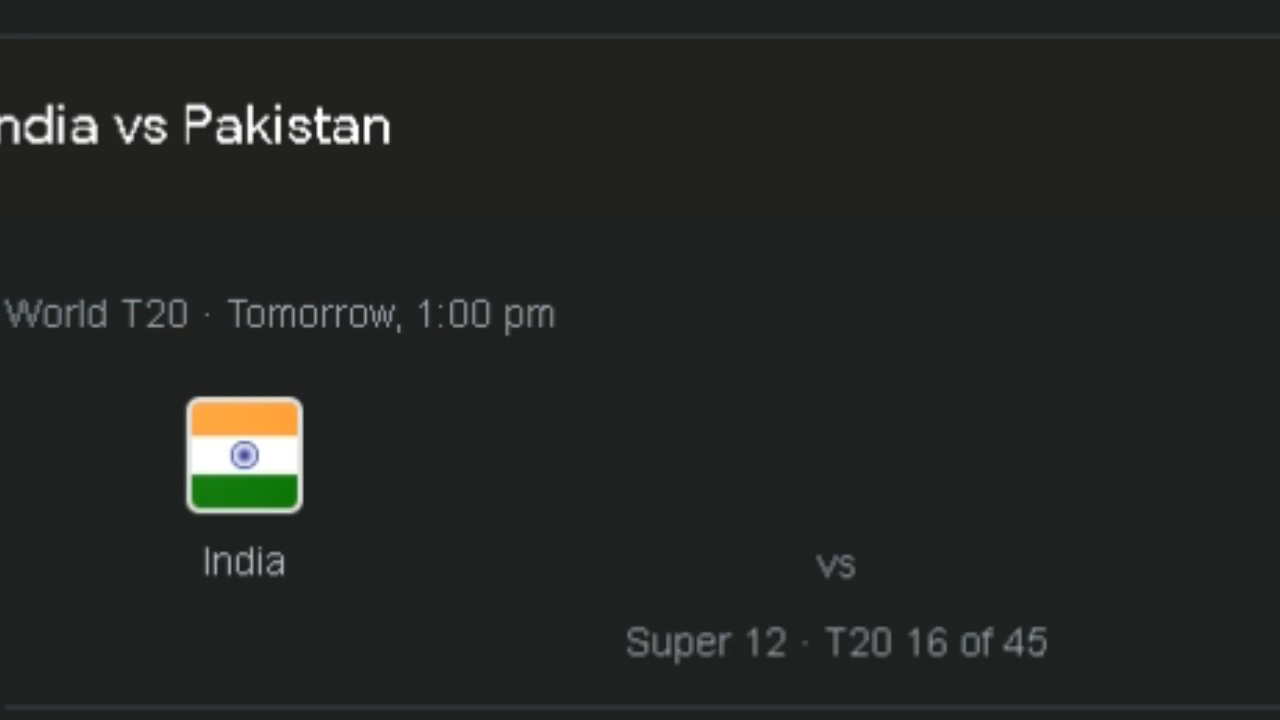 ndia vs Pakistan
World T20 · Tomorrow, 1:00 pm
India
vs
Super 12 · T20 16 of 45